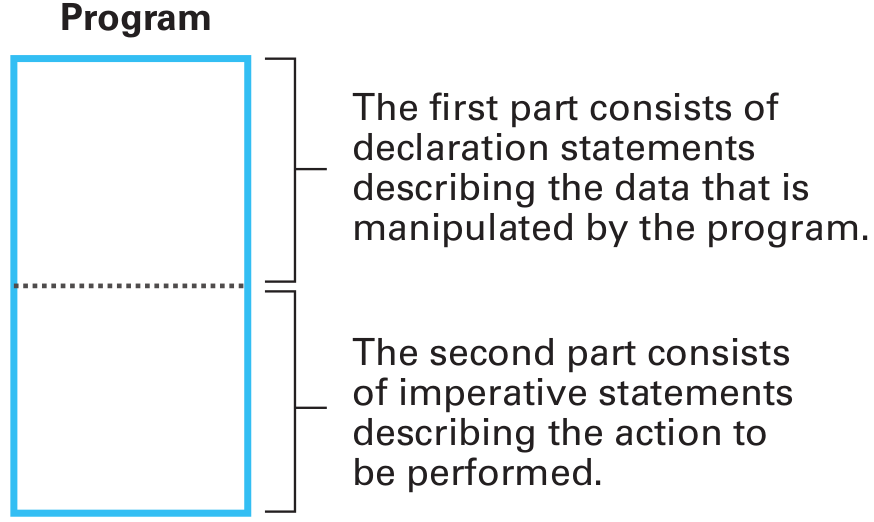 Program
The first part consists of
declaration statements
describing the data that is
manipulated by the program.
The second part consists
of imperative statements
describing the action to
be performed.